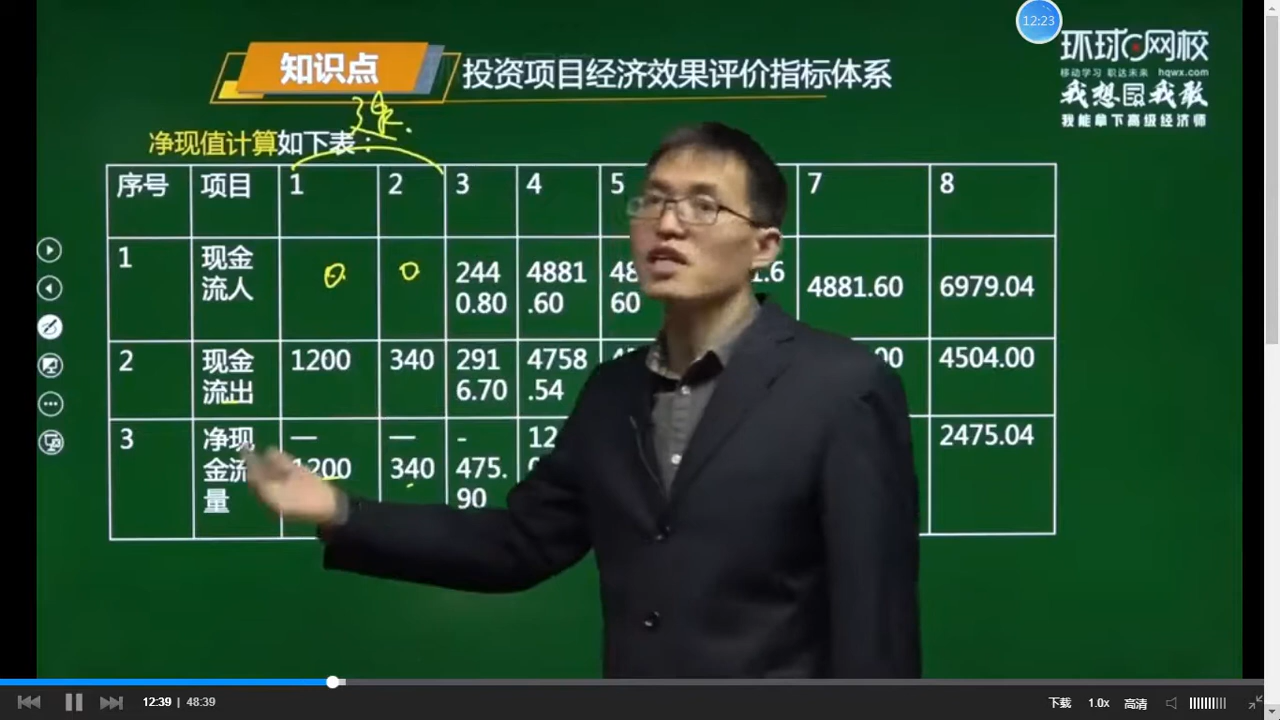 12:23
环球网校
移动学习 职达未来 hqwx.com
我想我敢
我能拿下高级经济师
知识点
投资项目经济效果评价指标体系
净现值计算如下表：
序号 项目 1 2 3 4 5 7 8
1 现金流人 0 0 2440.80 4881.60 4881.60 6979.04
2 现金流出 1200 340 2916.70 4758.54 4504.00
3 净现金流量 —1200 —340 -475.90 2475.04
12:39 | 48:39
下载 1.0x 高清